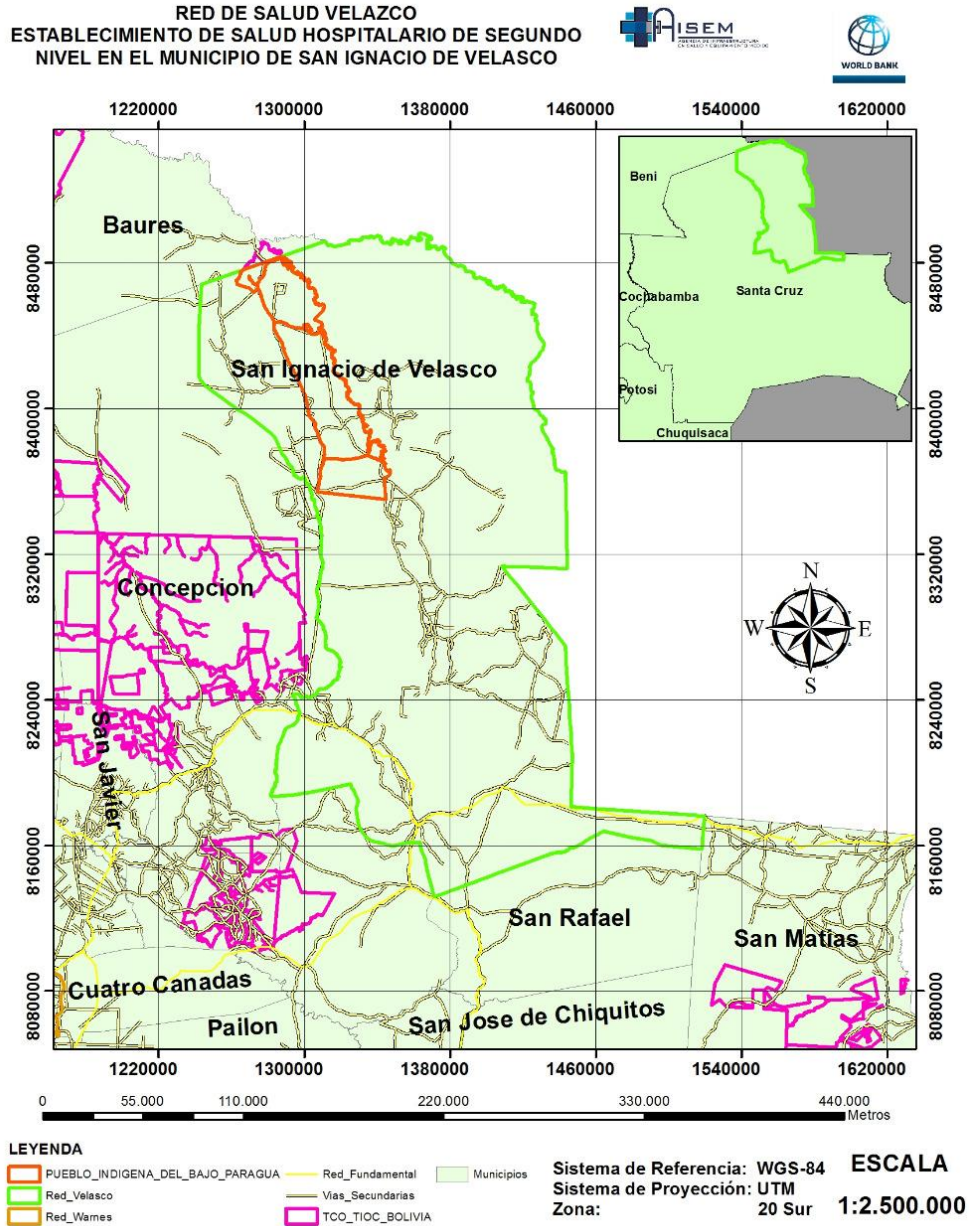 RED DE SALUD VELAZCO
ESTABLECIMIENTO DE SALUD HOSPITALARIO DE SEGUNDO
NIVEL EN EL MUNICIPIO DE SAN IGNACIO DE VELASCO
AISEM
WORLD BANK
1220000 1300000 1380000 1460000 1540000 1620000
Beni
Cochabamba
Santa Cruz
Potosi
Chuquisaca
Baures
San Ignacio de Velasco
Concepcion
San Javier
San Rafael
San Matías
Cuatro Canadas
Pailon
San Jose de Chiquitos
N
W E
S
8480000 8480000
8400000 8400000
8320000 8320000
8240000 8240000
8160000 8160000
8080000 8080000
1220000 1300000 1380000 1460000 1540000 1620000
0 55.000 110.000 220.000 330.000 440.000
Metros
LEYENDA
PUEBLO_INDIGENA_DEL_BAJO_PARAGUA
Red_Velasco
Red_Warnes
Red_Fundamental
Vias_Secundarias
TCO_TIOC_BOLIVIA
Municipios
Sistema de Referencia: WGS-84
Sistema de Proyección: UTM
Zona: 20 Sur
ESCALA
1:2.500.000